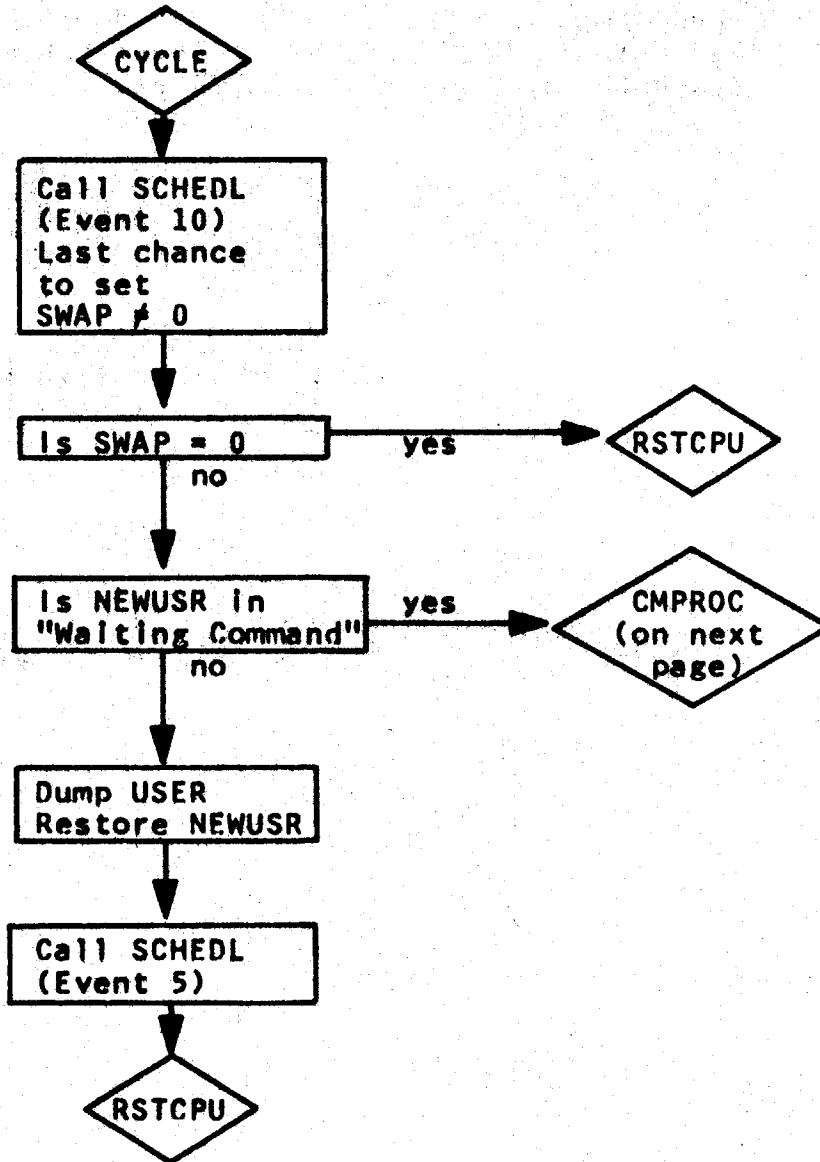 CYCLE
Call SCHEDL
(Event 10)
Last chance
to set
SWAP ≠ 0
Is SWAP = 0
yes
RSTCPU
no
Is NEWUSR in
"Waiting Command"
yes
CMPROC
(on next
page)
no
Dump USER
Restore NEWUSR
Call SCHEDL
(Event 5)
RSTCPU